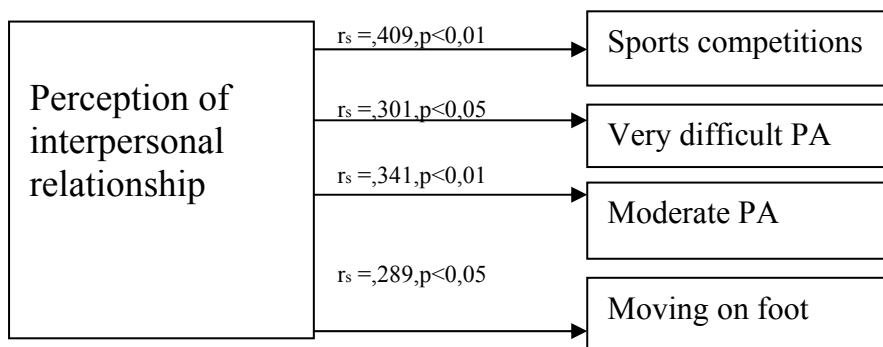 Perception of
interpersonal
relationship
rs =,409,p<0,01
Sports competitions
rs =,301,p<0,05
Very difficult PA
rs =,341,p<0,01
Moderate PA
rs =,289,p<0,05
Moving on foot